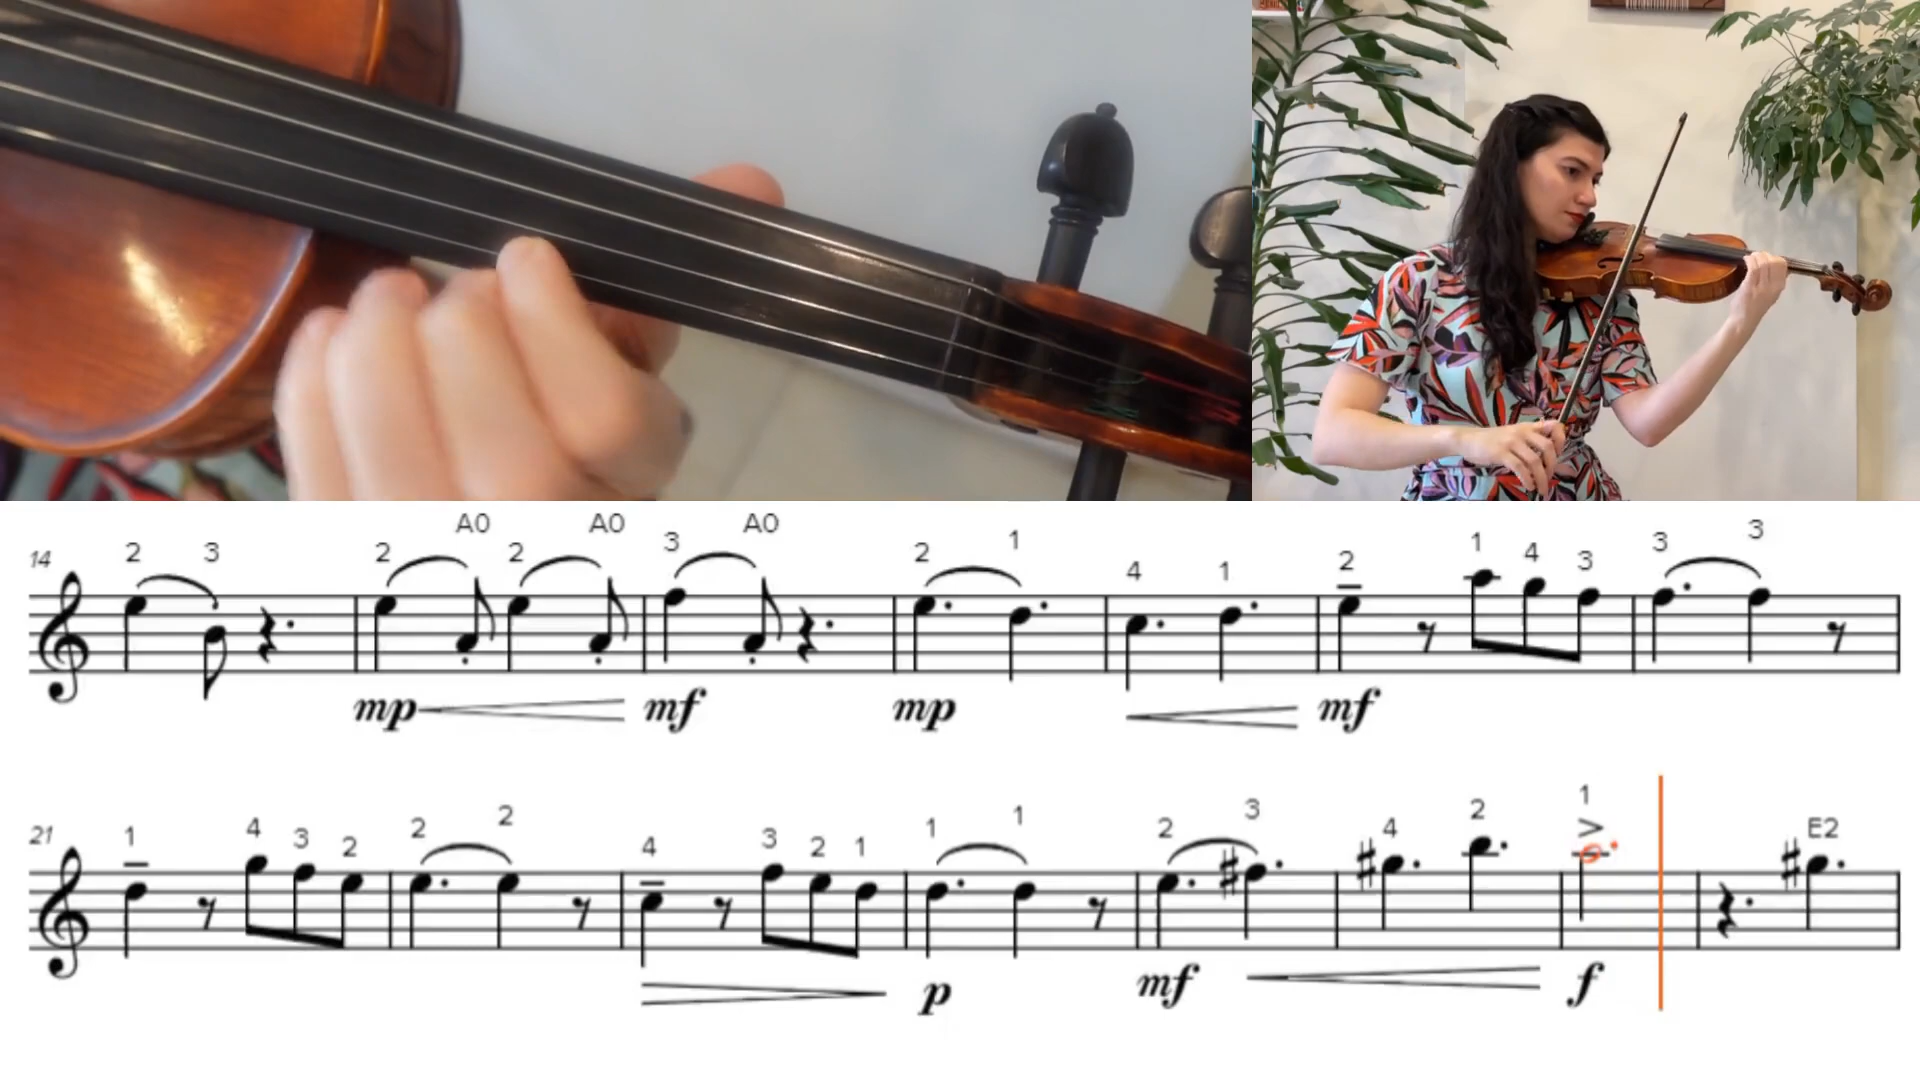 A0 A0 A0
2 3 2 2 3 2 1 4 1 2 1 4 3 3 3
14
mp mf mp mf
1 4 3 2 2 2 4 3 2 1 1 1 2 3 4 2 1 E2
21
>
mf p f